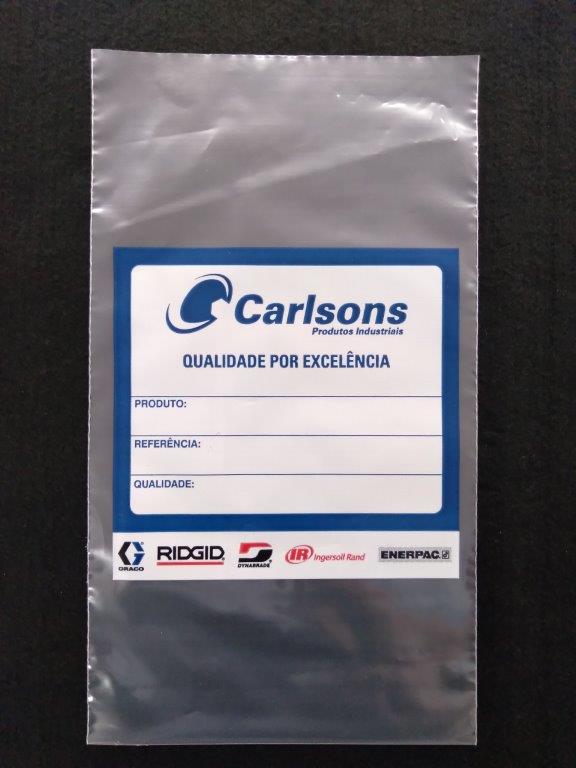 Carlsons
Produtos Industriais
QUALIDADE POR EXCELÊNCIA
PRODUTO:
REFERÊNCIA:
QUALIDADE:
GRACO RIDGID DYNABRADE IR Ingersoll Rand ENERPAC